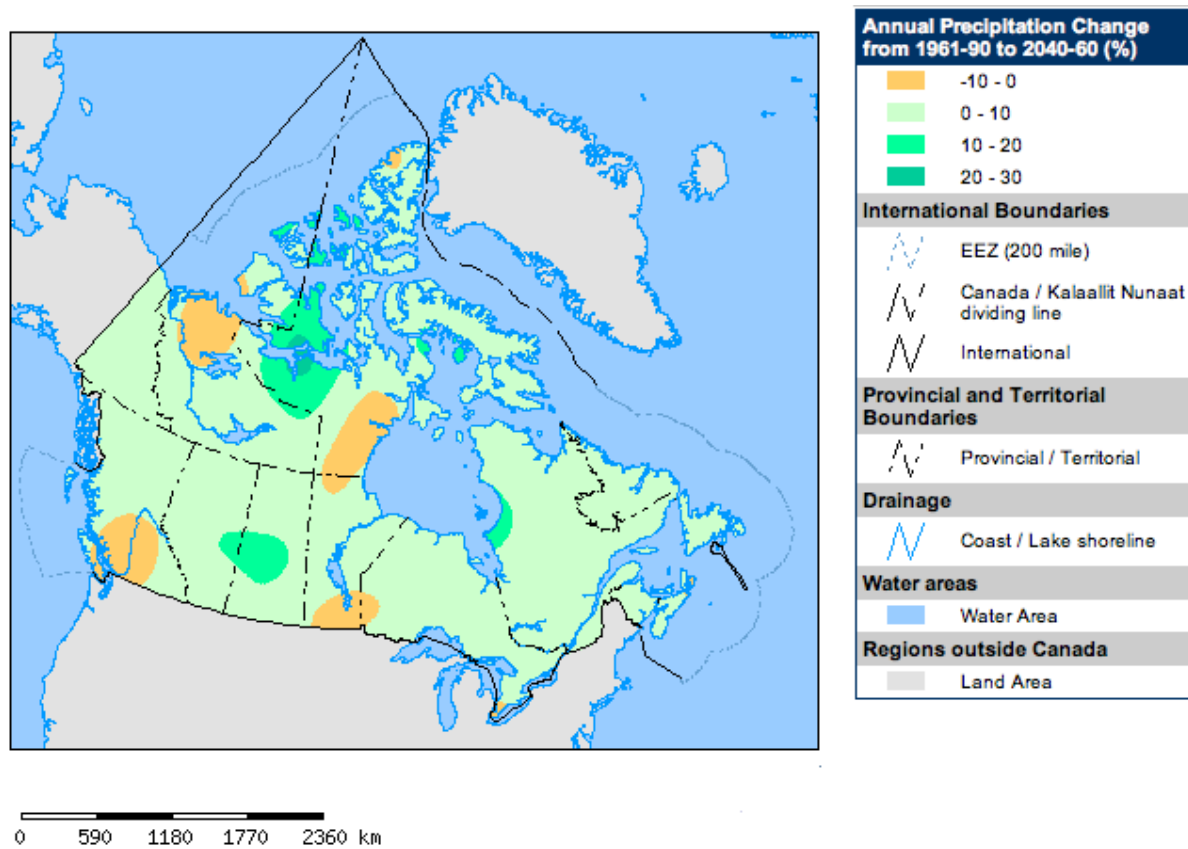 Annual Precipitation Change
from 1961-90 to 2040-60 (%)
-10 - 0
0 - 10
10 - 20
20 - 30
International Boundaries
EEZ (200 mile)
Canada / Kalaallit Nunaat
dividing line
International
Provincial and Territorial
Boundaries
Provincial / Territorial
Drainage
Coast / Lake shoreline
Water areas
Water Area
Regions outside Canada
Land Area
0 590 1180 1770 2360 km